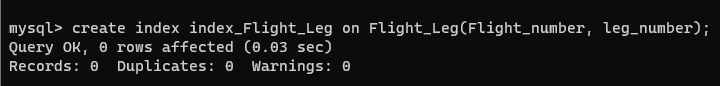 mysql> create index index_Flight_Leg on Flight_Leg(Flight_number, leg_number);
Query OK, 0 rows affected (0.03 sec)
Records: 0  Duplicates: 0  Warnings: 0